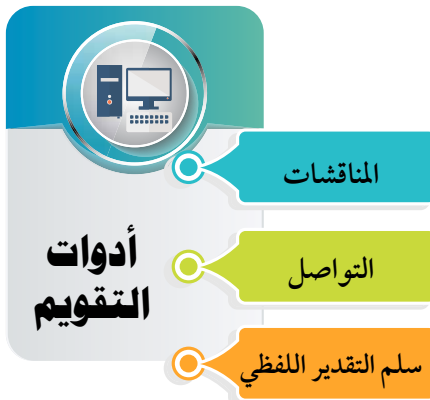 أدوات
التقويم
المناقشات
التواصل
سلم التقدير اللفظي